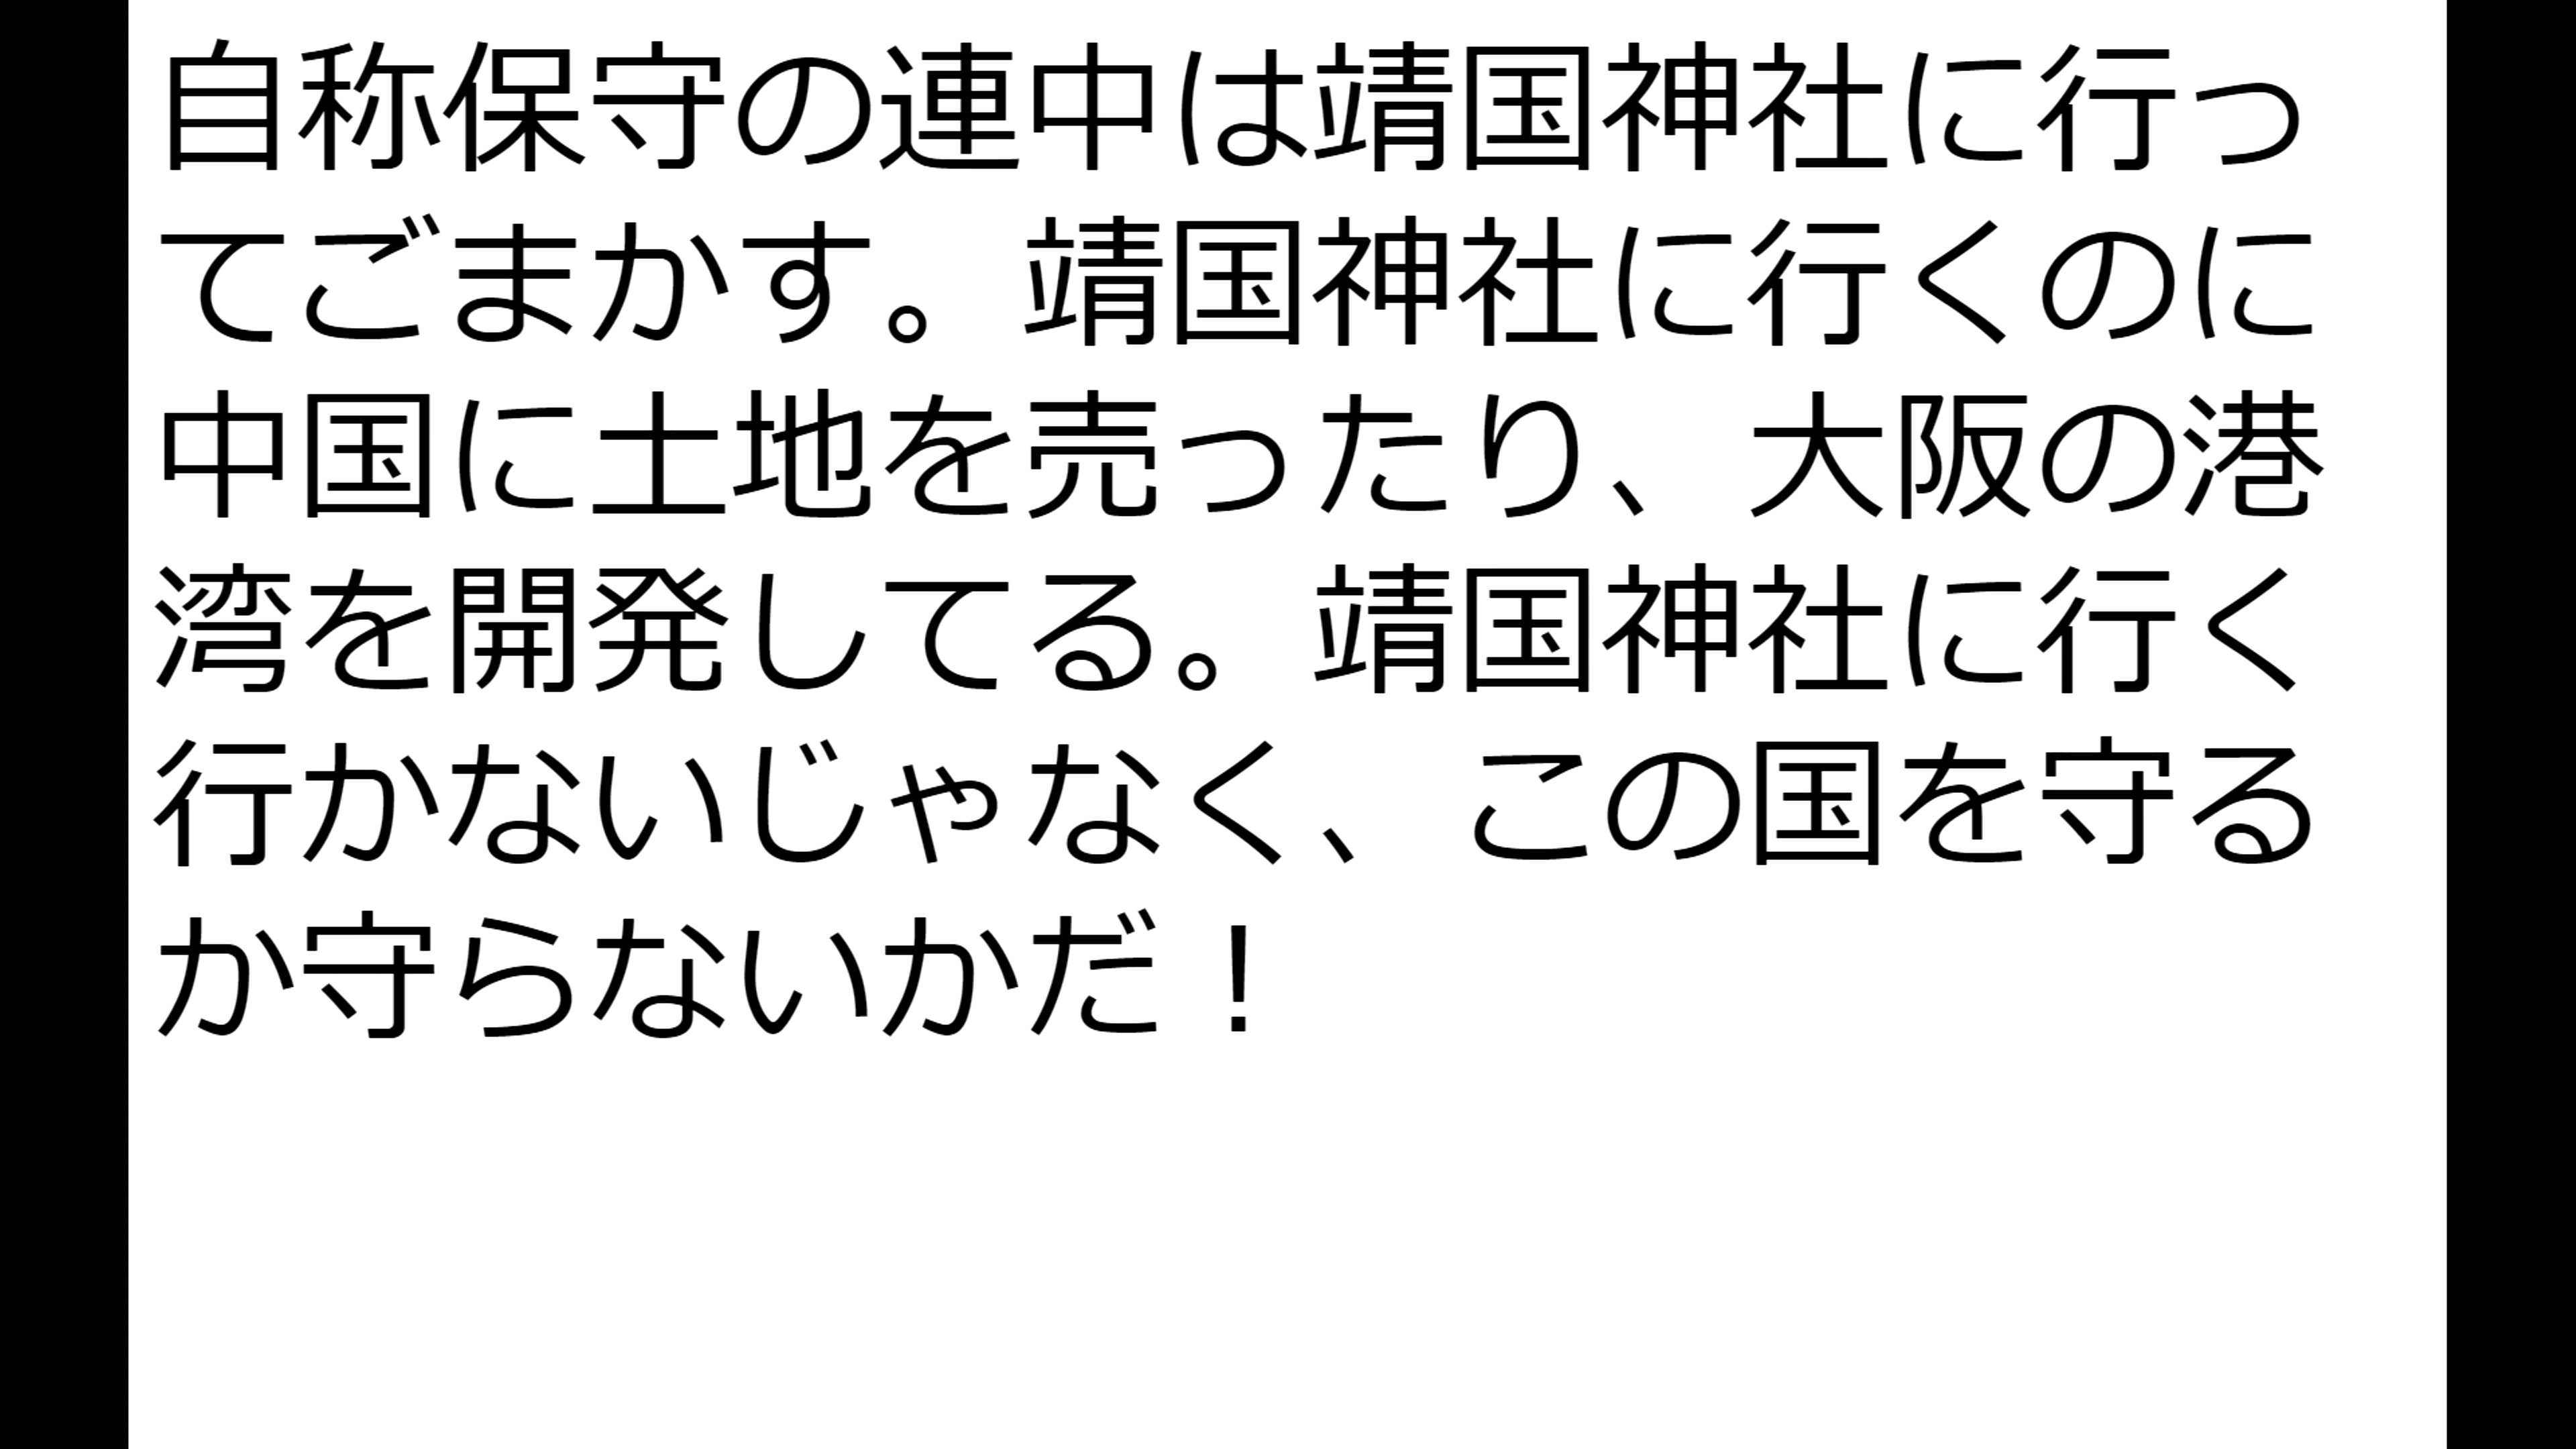 自称保守の連中は靖国神社に行っ
てごまかす。靖国神社に行くのに
中国に土地を売ったり、大阪の港
湾を開発してる。靖国神社に行く
行かないじゃなく、この国を守る
か守らないかだ！